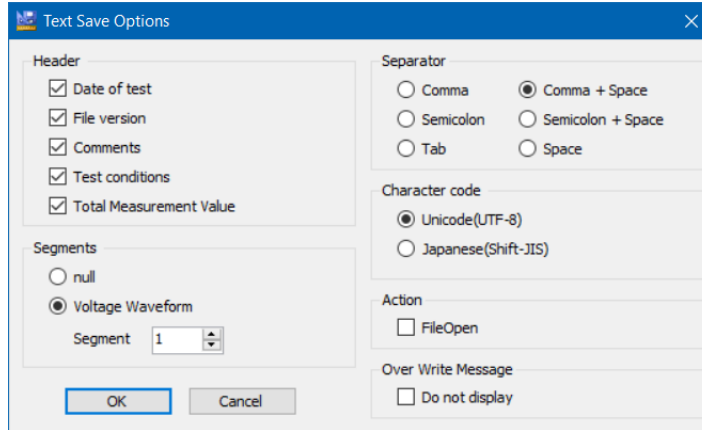 Text Save Options
Header
Date of test
File version
Comments
Test conditions
Total Measurement Value
Segments
null
Voltage Waveform
Segment 1
OK Cancel
Separator
Comma Comma + Space
Semicolon Semicolon + Space
Tab Space
Character code
Unicode(UTF-8)
Japanese(Shift-JIS)
Action
FileOpen
Over Write Message
Do not display